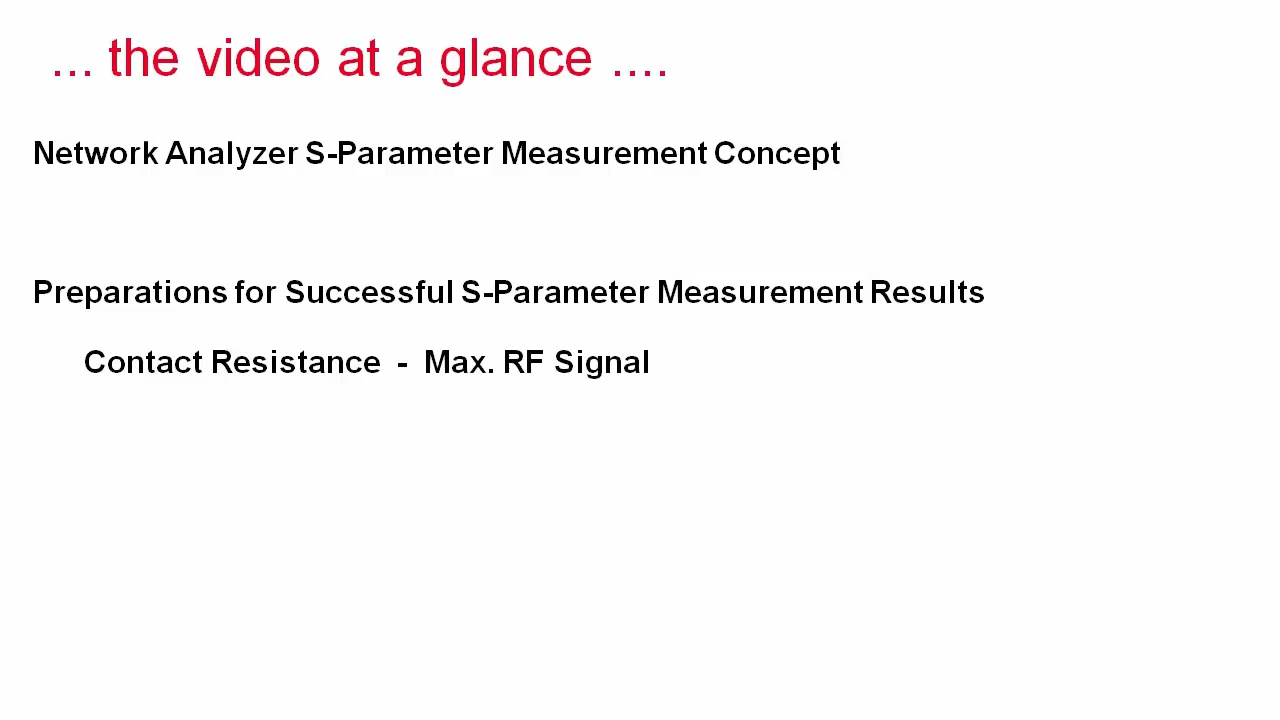 ... the video at a glance ....
Network Analyzer S-Parameter Measurement Concept
Preparations for Successful S-Parameter Measurement Results
Contact Resistance - Max. RF Signal